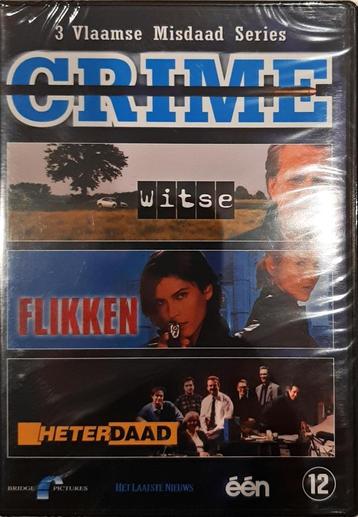 3 Vlaamse Misdaad Series
CRIME
witse
FLIKKEN
HETERDAAD
BRIDGE PICTURES
HET LAATSTE NIEUWS
één
12